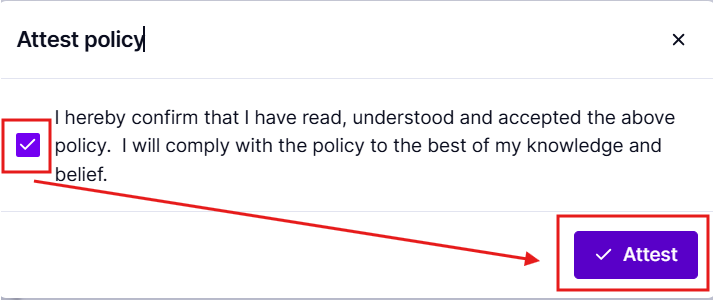 Attest policy
I hereby confirm that I have read, understood and accepted the above
policy.  I will comply with the policy to the best of my knowledge and
belief.
Attest